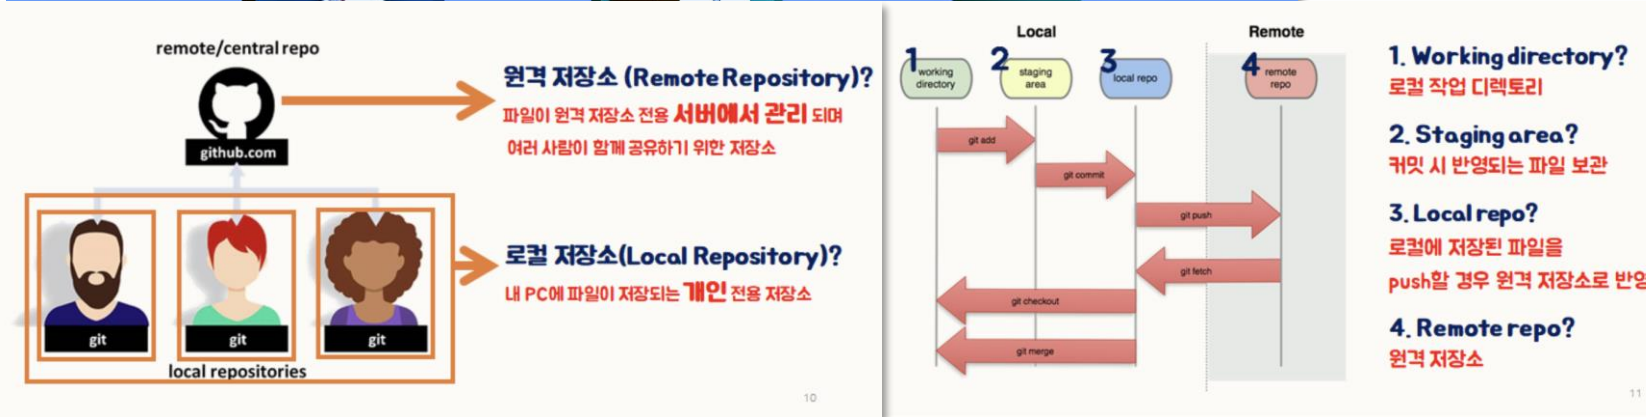 remote/central repo
github.com
git
git
git
local repositories
원격 저장소 (Remote Repository)?
파일이 원격 저장소 전용 서버에서 관리 되며
여러 사람이 함께 공유하기 위한 저장소
로컬 저장소(Local Repository)?
내 PC에 파일이 저장되는 개인 전용 저장소
10
Local
Remote
1
working
directory
2
staging
area
3
local repo
4
remote
repo
git add
git commit
git push
git fetch
git checkout
git merge
1. Working directory?
로컬 작업 디렉토리
2. Staging area?
커밋 시 반영되는 파일 보관
3. Local repo?
로컬에 저장된 파일을
push할 경우 원격 저장소로 반영
4. Remote repo?
원격 저장소
11